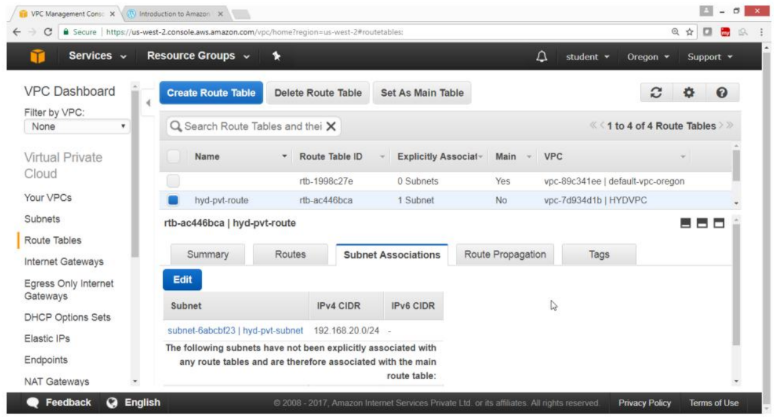 VPC Management Conso
Introduction to Amazon
Secure | https://us-west-2.console.aws.amazon.com/vpc/home?region=us-west-2#routetables:
Services
Resource Groups
student
Oregon
Support
VPC Dashboard
Filter by VPC:
None
Virtual Private
Cloud
Your VPCs
Subnets
Route Tables
Internet Gateways
Egress Only Internet
Gateways
DHCP Options Sets
Elastic IPs
Endpoints
NAT Gateways
Create Route Table
Delete Route Table
Set As Main Table
Search Route Tables and thei X
1 to 4 of 4 Route Tables
Name Route Table ID Explicitly Associat Main VPC
rtb-1998c27e 0 Subnets Yes vpc-89c341ee | default-vpc-oregon
hyd-pvt-route rtb-ac446bca 1 Subnet No vpc-7d934d1b | HYDVPC
rtb-ac446bca | hyd-pvt-route
Summary Routes Subnet Associations Route Propagation Tags
Edit
Subnet IPv4 CIDR IPv6 CIDR
subnet-6abcbf23 | hyd-pvt-subnet 192.168.20.0/24 -
The following subnets have not been explicitly associated with
any route tables and are therefore associated with the main
route table:
Feedback
English
© 2008 - 2017, Amazon Internet Services Private Ltd. or its affiliates. All rights reserved.
Privacy Policy
Terms of Use